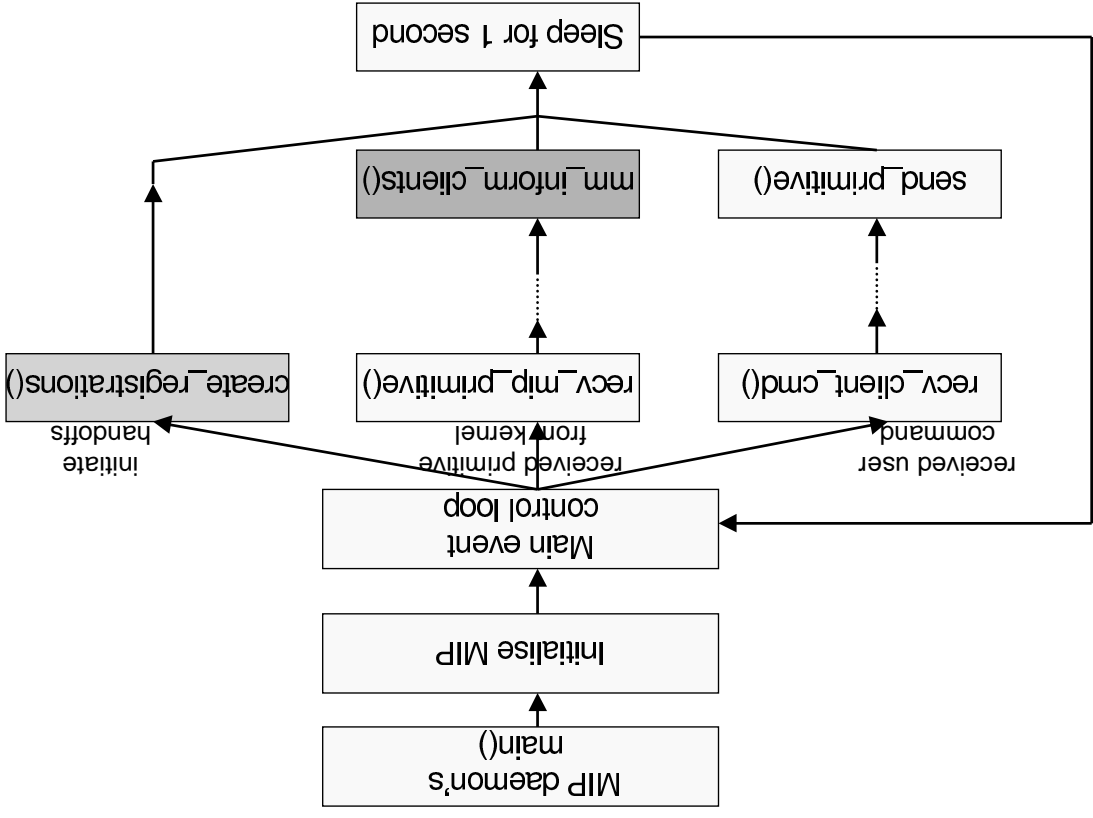 MIP daemon's
main()
Initialise MIP
Main event
control loop
received user
command
received primitive
from kernel
initiate
handoffs
recv_client_cmd()
recv_mip_primitive()
create_registrations()
send_primitive()
mm_inform_clients()
Sleep for 1 second